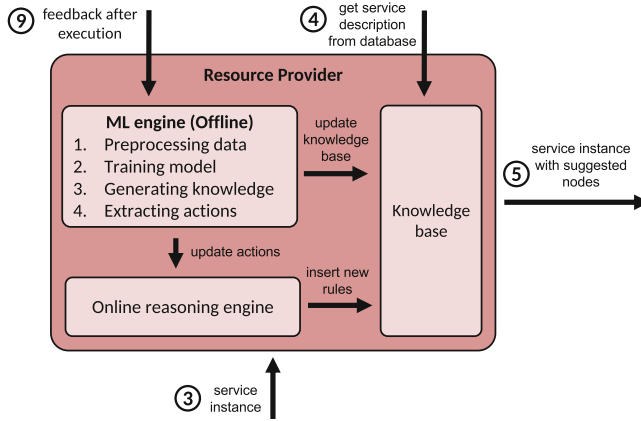 9
feedback after
execution
4
get service
description
from database
Resource Provider
ML engine (Offline)
1. Preprocessing data
2. Training model
3. Generating knowledge
4. Extracting actions
update
knowledge
base
Knowledge
base
5
service instance
with suggested
nodes
update actions
Online reasoning engine
insert new
rules
3
service
instance